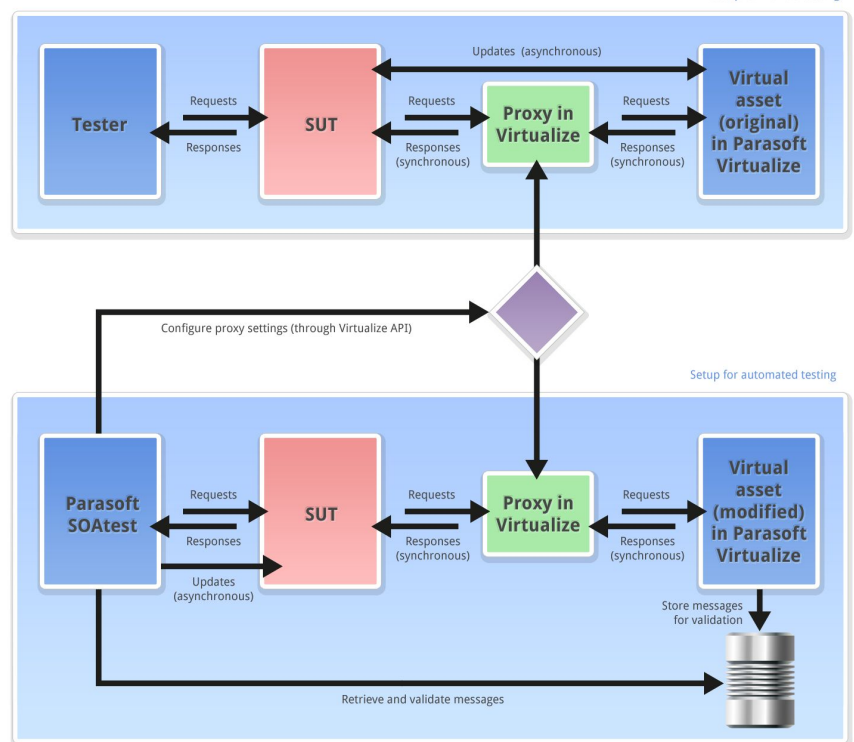 Updates (asynchronous)
Tester
Requests
Responses
SUT
Requests
Responses
(synchronous)
Proxy in
Virtualize
Requests
Responses
(synchronous)
Virtual
asset
(original)
in Parasoft
Virtualize
Configure proxy settings (through Virtualize API)
Setup for automated testing
Parasoft
SOAtest
Requests
Responses
Updates
(asynchronous)
SUT
Requests
Responses
(synchronous)
Proxy in
Virtualize
Requests
Responses
(synchronous)
Virtual
asset
(modified)
in Parasoft
Virtualize
Store messages
for validation
Retrieve and validate messages